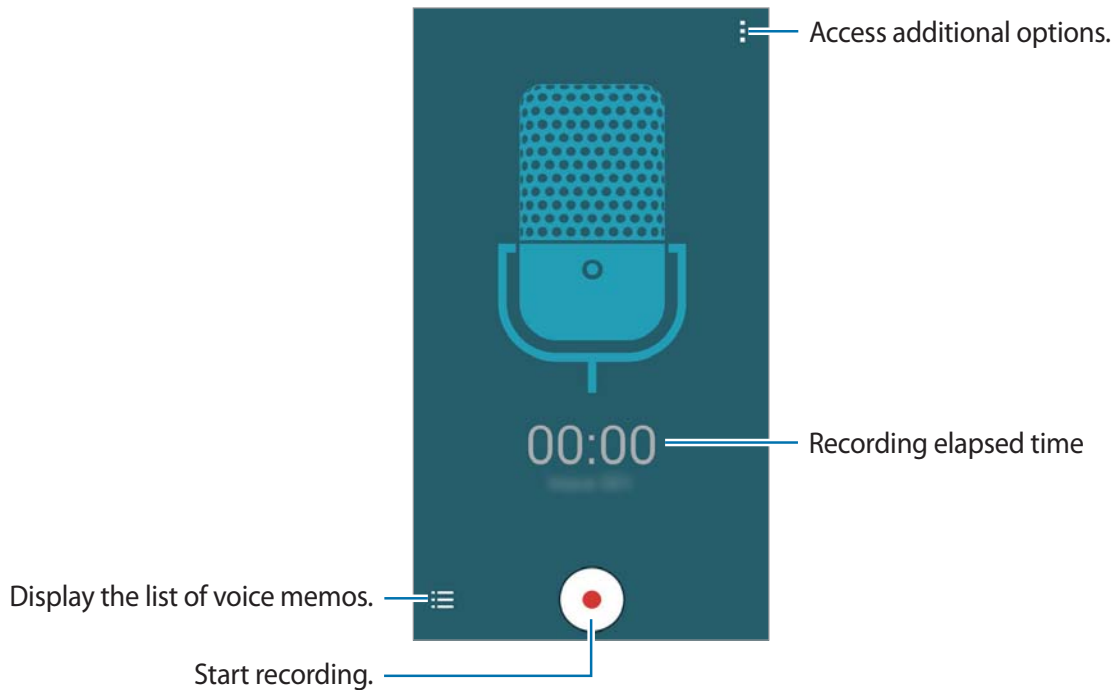 Access additional options.
00:00
Recording elapsed time
Display the list of voice memos.
Start recording.